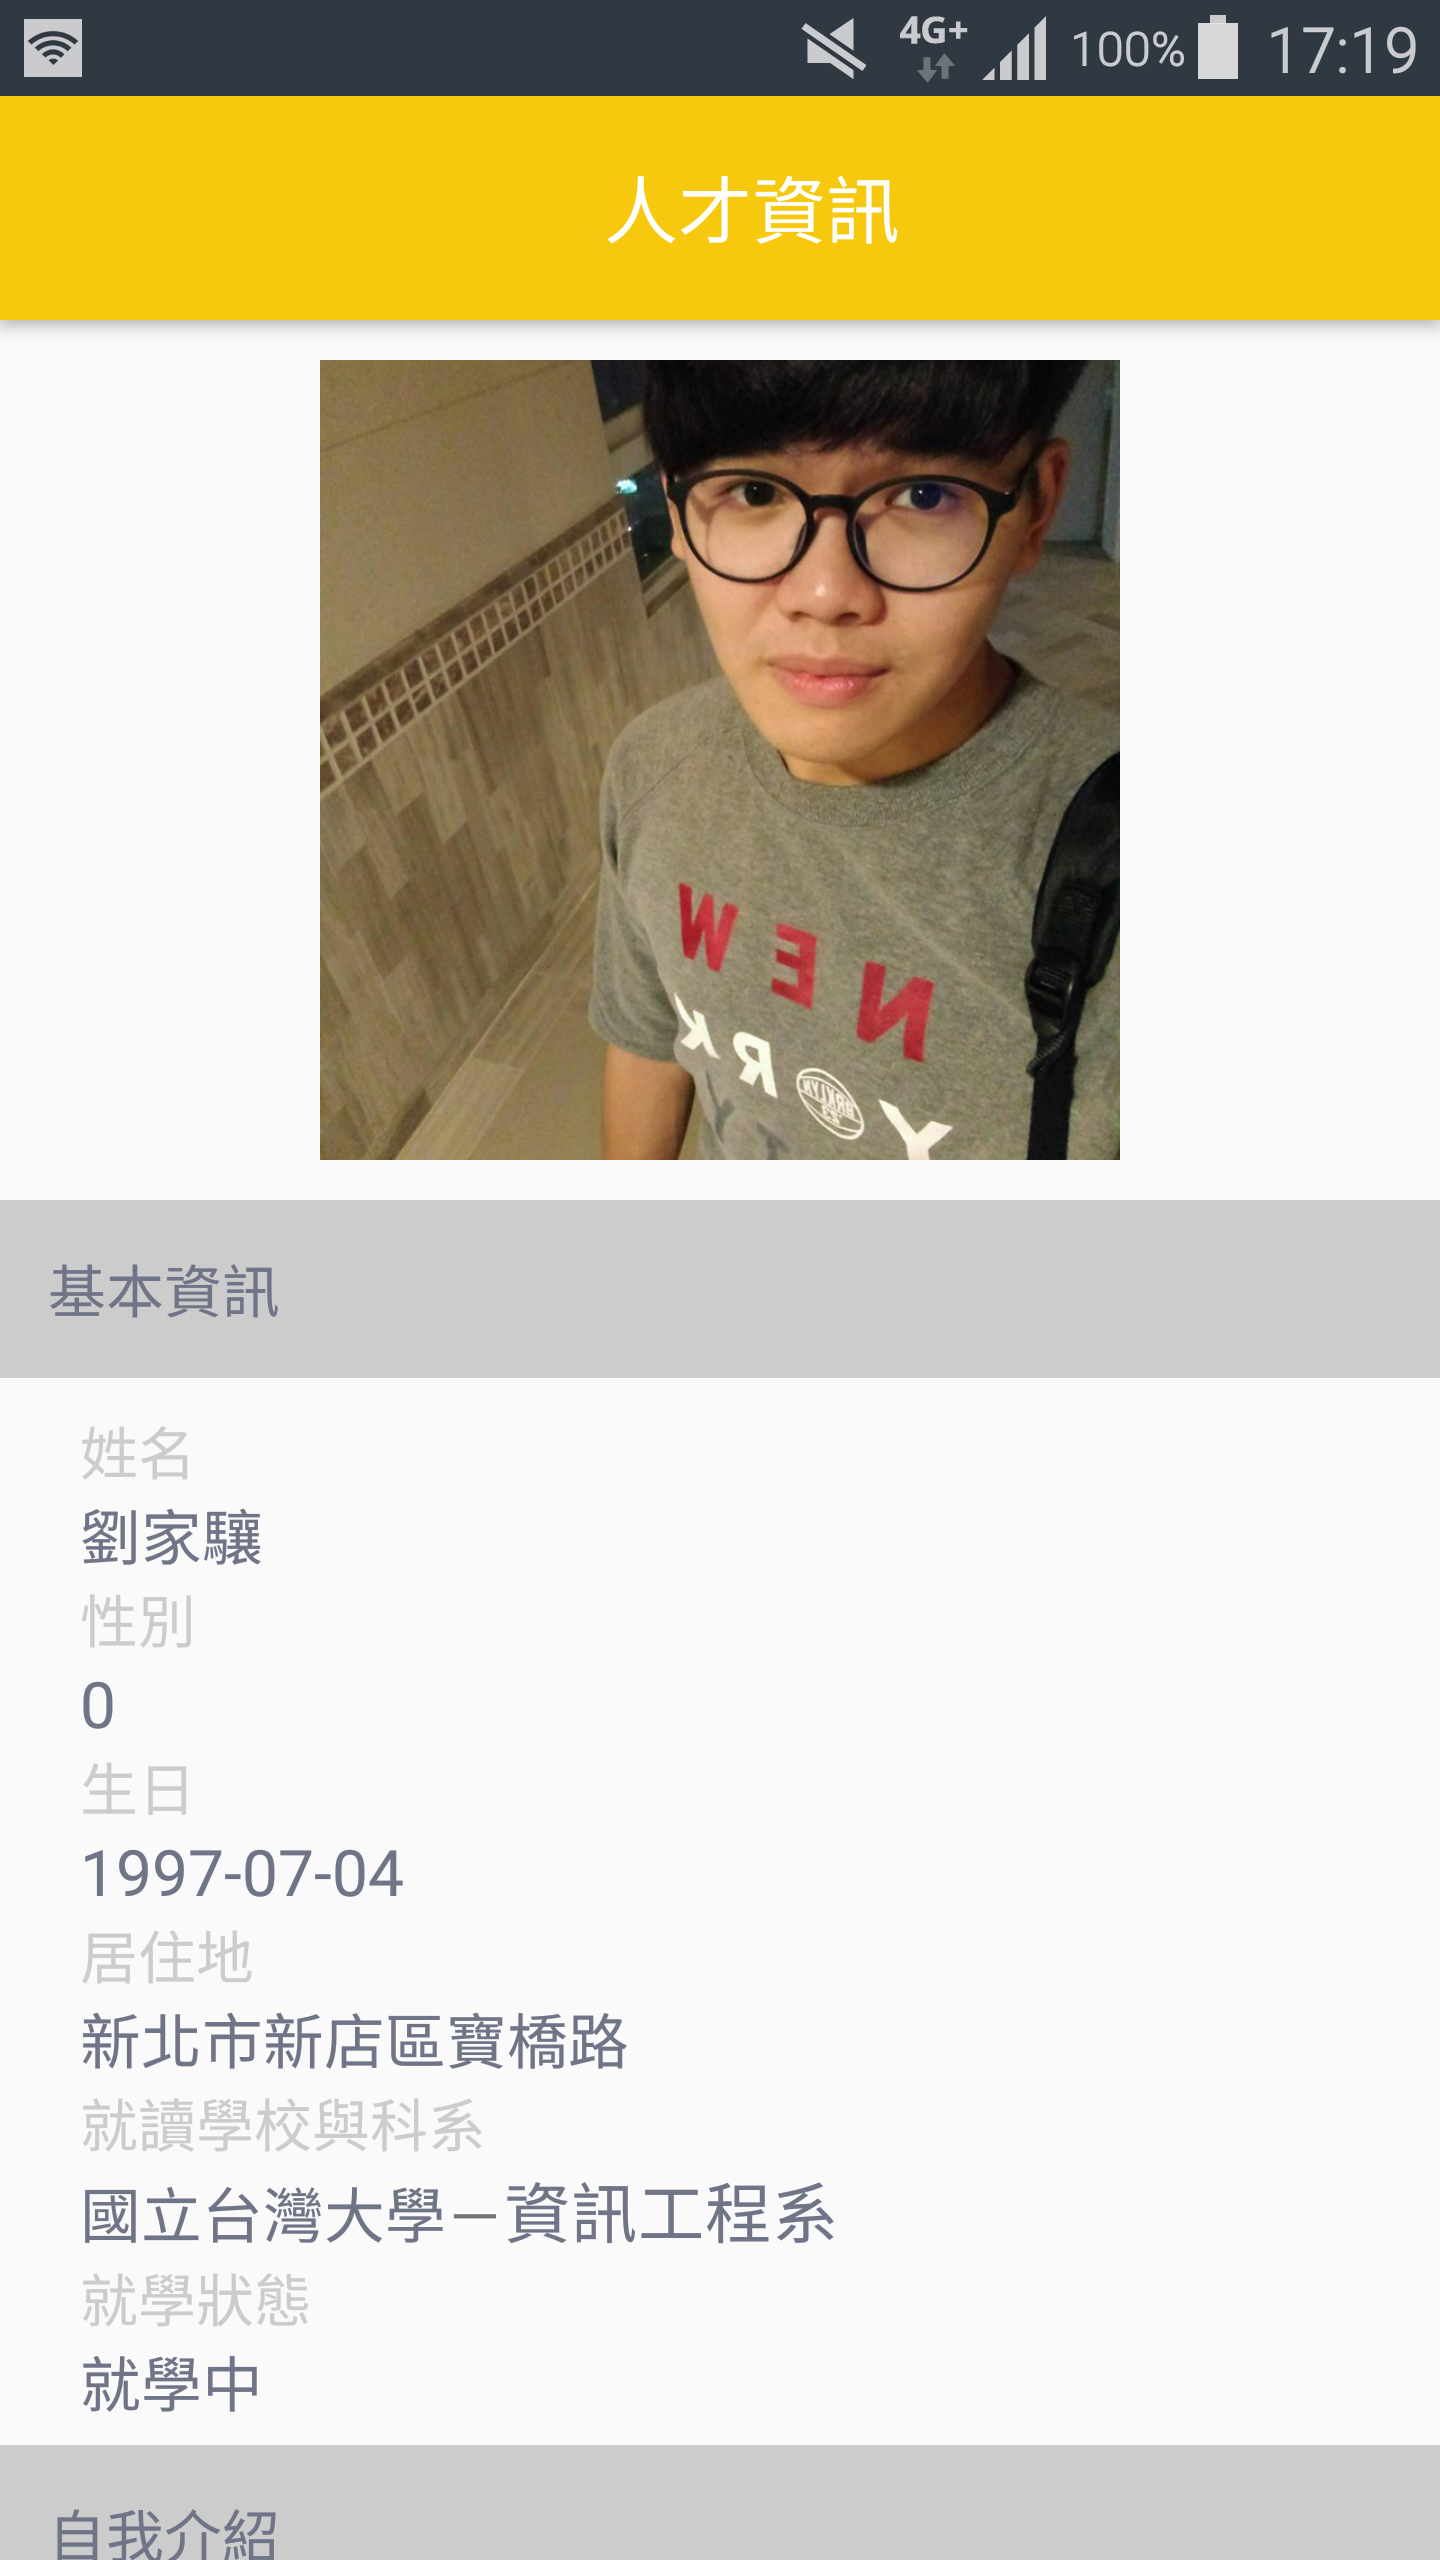 4G+ 100% 17:19
人才資訊
NEW
Y RK
BRKLYN
基本資訊
姓名
劉家驤
性別
0
生日
1997-07-04
居住地
新北市新店區寶橋路
就讀學校與科系
國立台灣大學－資訊工程系
就學狀態
就學中
自我介紹